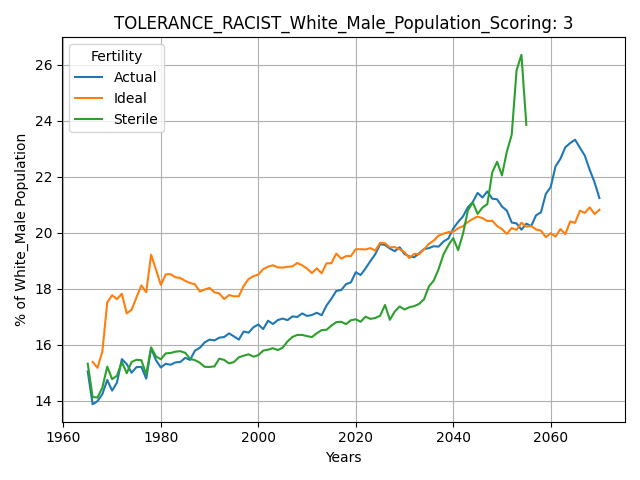 TOLERANCE_RACIST_White_Male_Population_Scoring: 3
Fertility
Actual
Ideal
Sterile
% of White_Male Population
26
24
22
20
18
16
14
1960 1980 2000 2020 2040 2060
Years